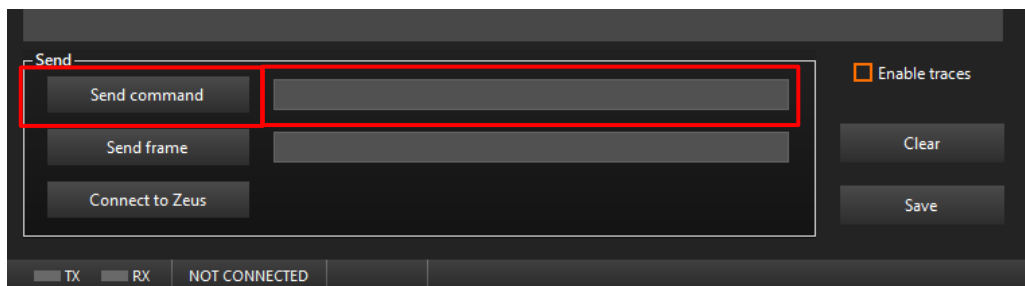 Send
Send command
Enable traces
Send frame
Clear
Connect to Zeus
Save
TX RX NOT CONNECTED